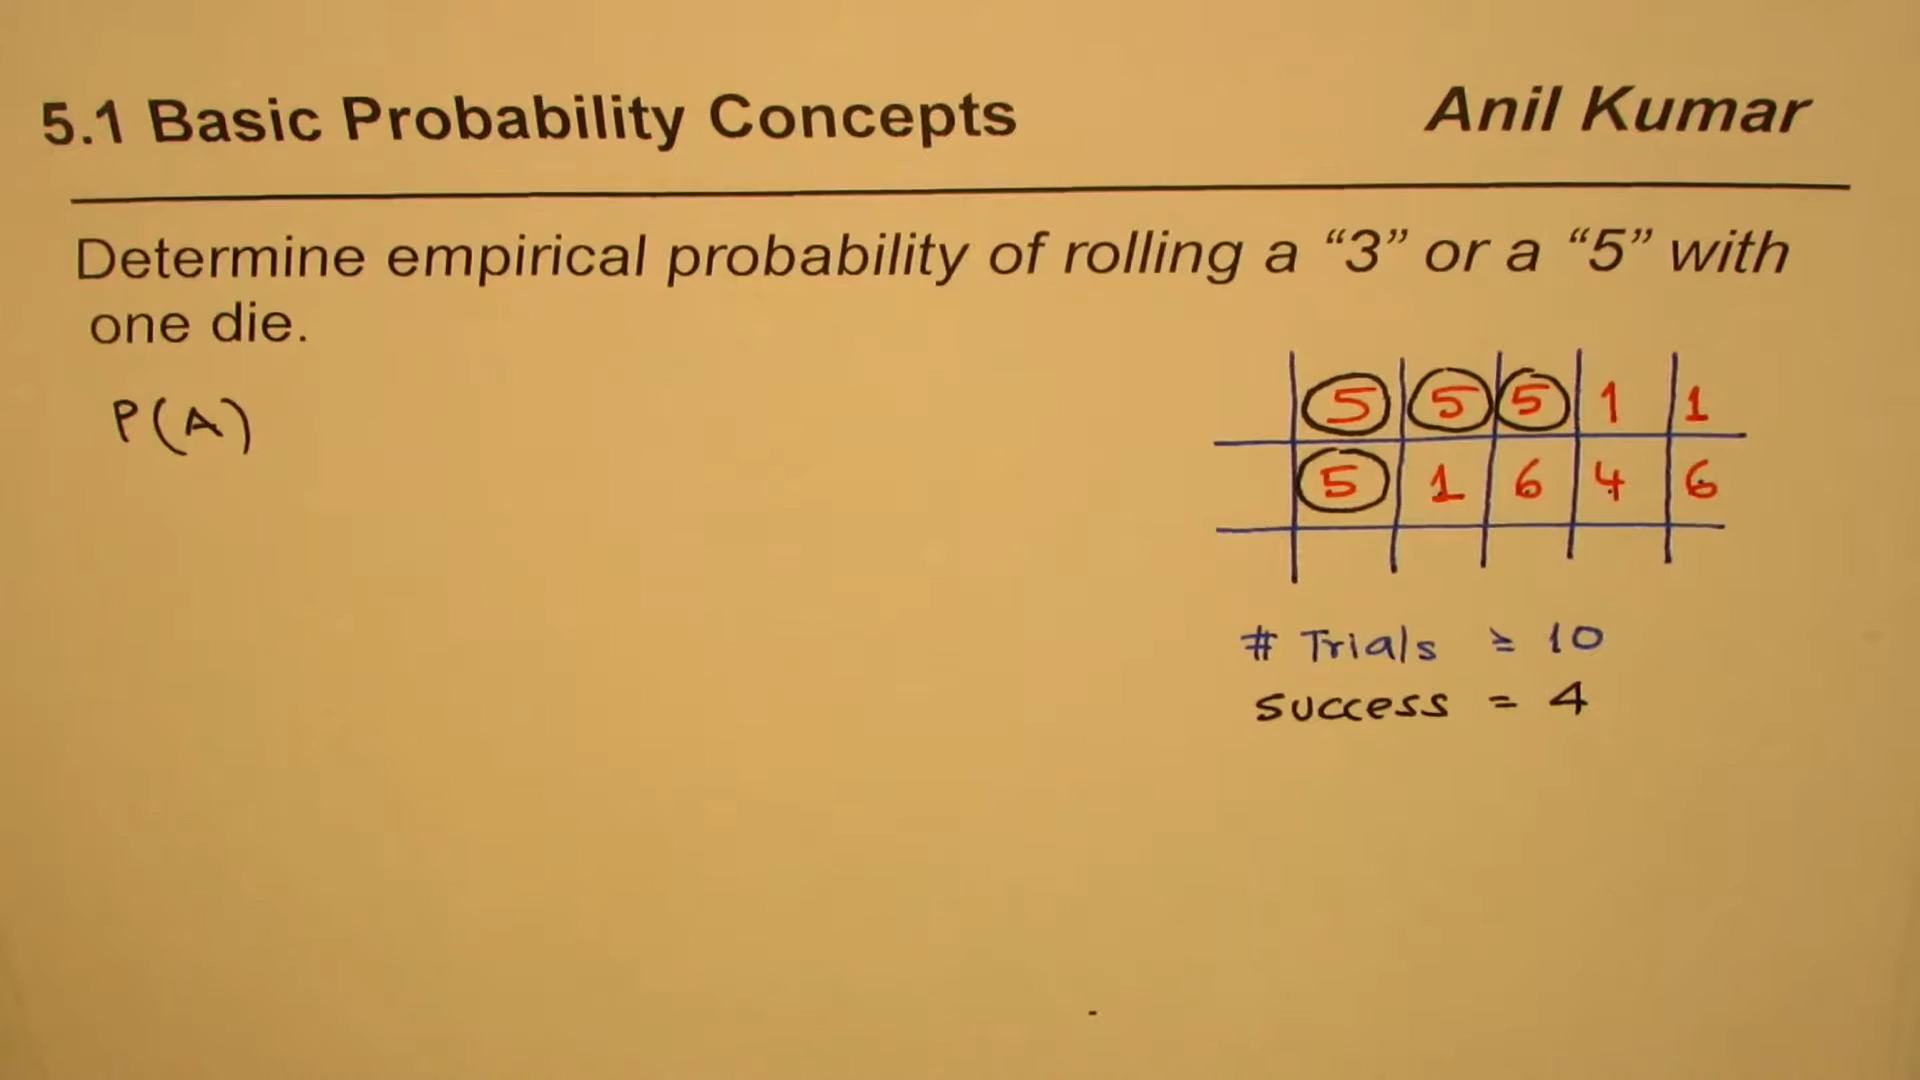 5.1 Basic Probability Concepts Anil Kumar
Determine empirical probability of rolling a “3” or a “5” with
one die.
P(A)
5 5 5 1 1
5 1 6 4 6
# Trials = 10
Success = 4